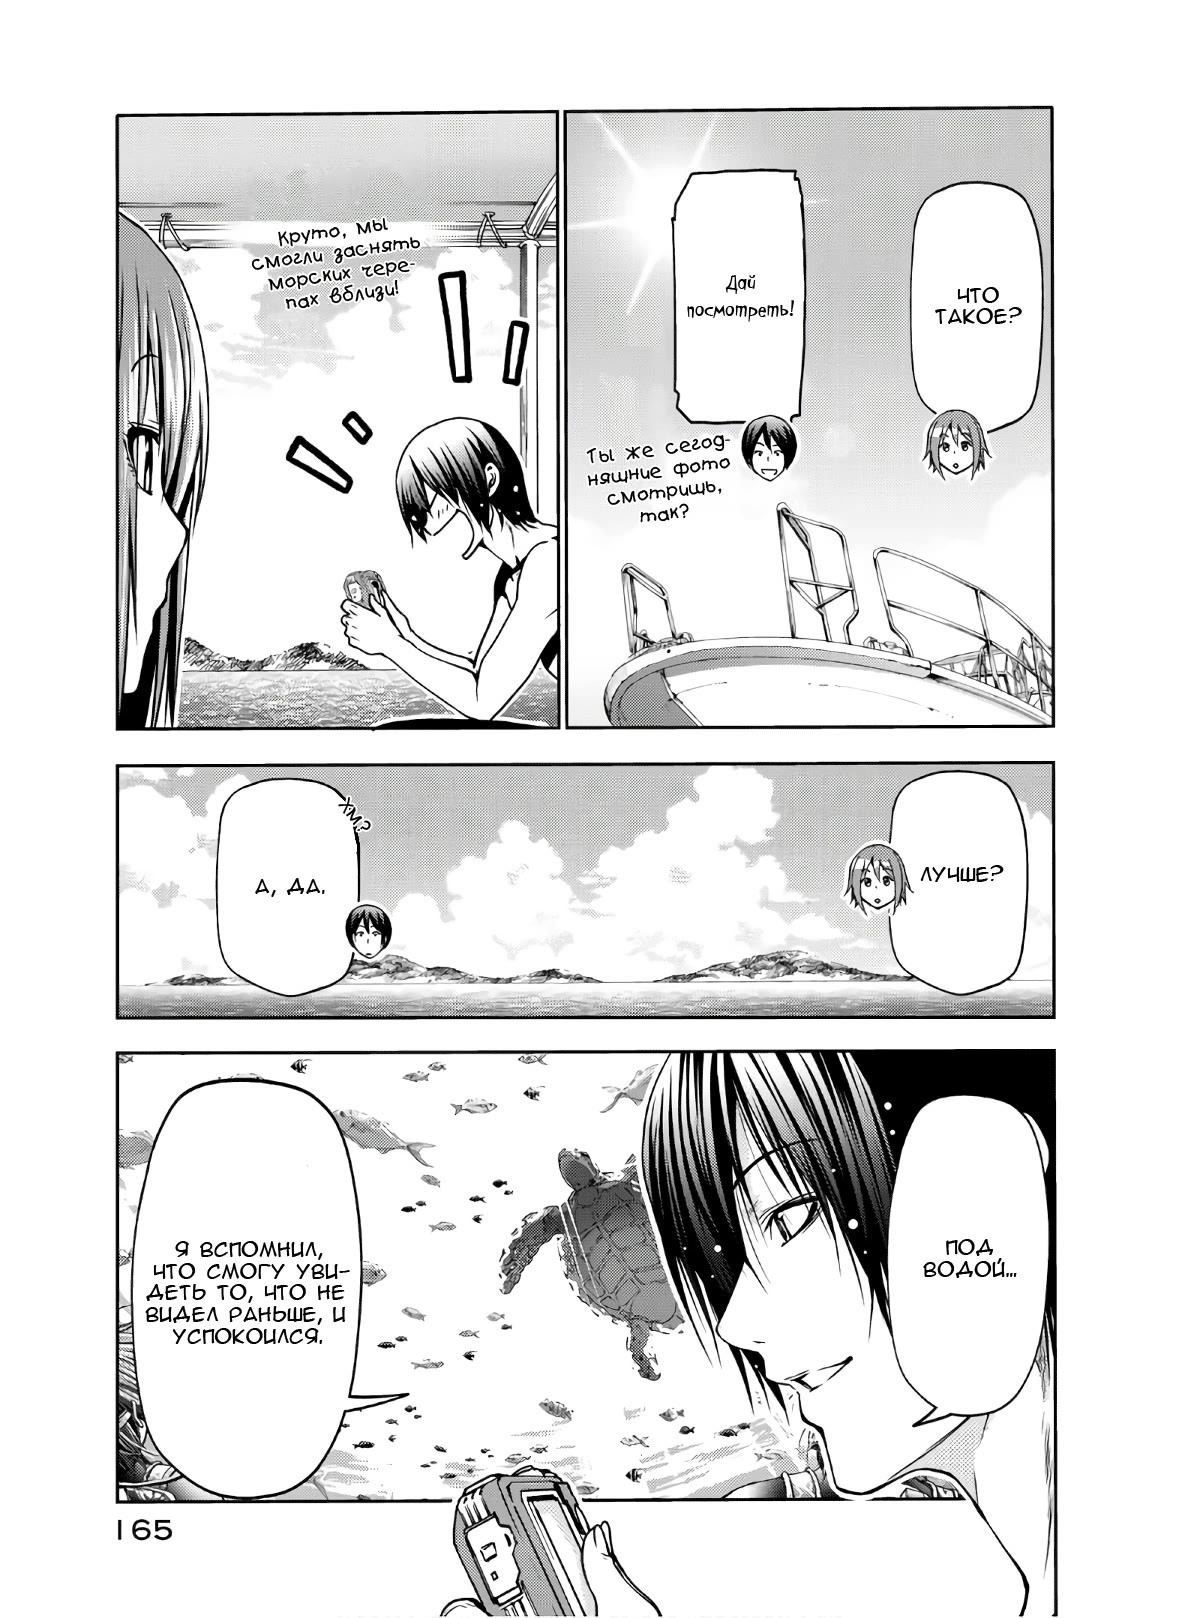 ЧТО
ТАКОЕ?
Дай
посмотреть!
Ты же сегод-
няшние фото
смотришь,
так?
Круто, мы
смогли заснять
морских чере-
пах вблизи!
ЛУЧШЕ?
ХМ?
А, ДА.
ПОД
ВОДОЙ...
Я ВСПОМНИЛ,
ЧТО СМОГУ УВИ-
ДЕТЬ ТО, ЧТО НЕ
ВИДЕЛ РАНЬШЕ, И
УСПОКОИЛСЯ.
165